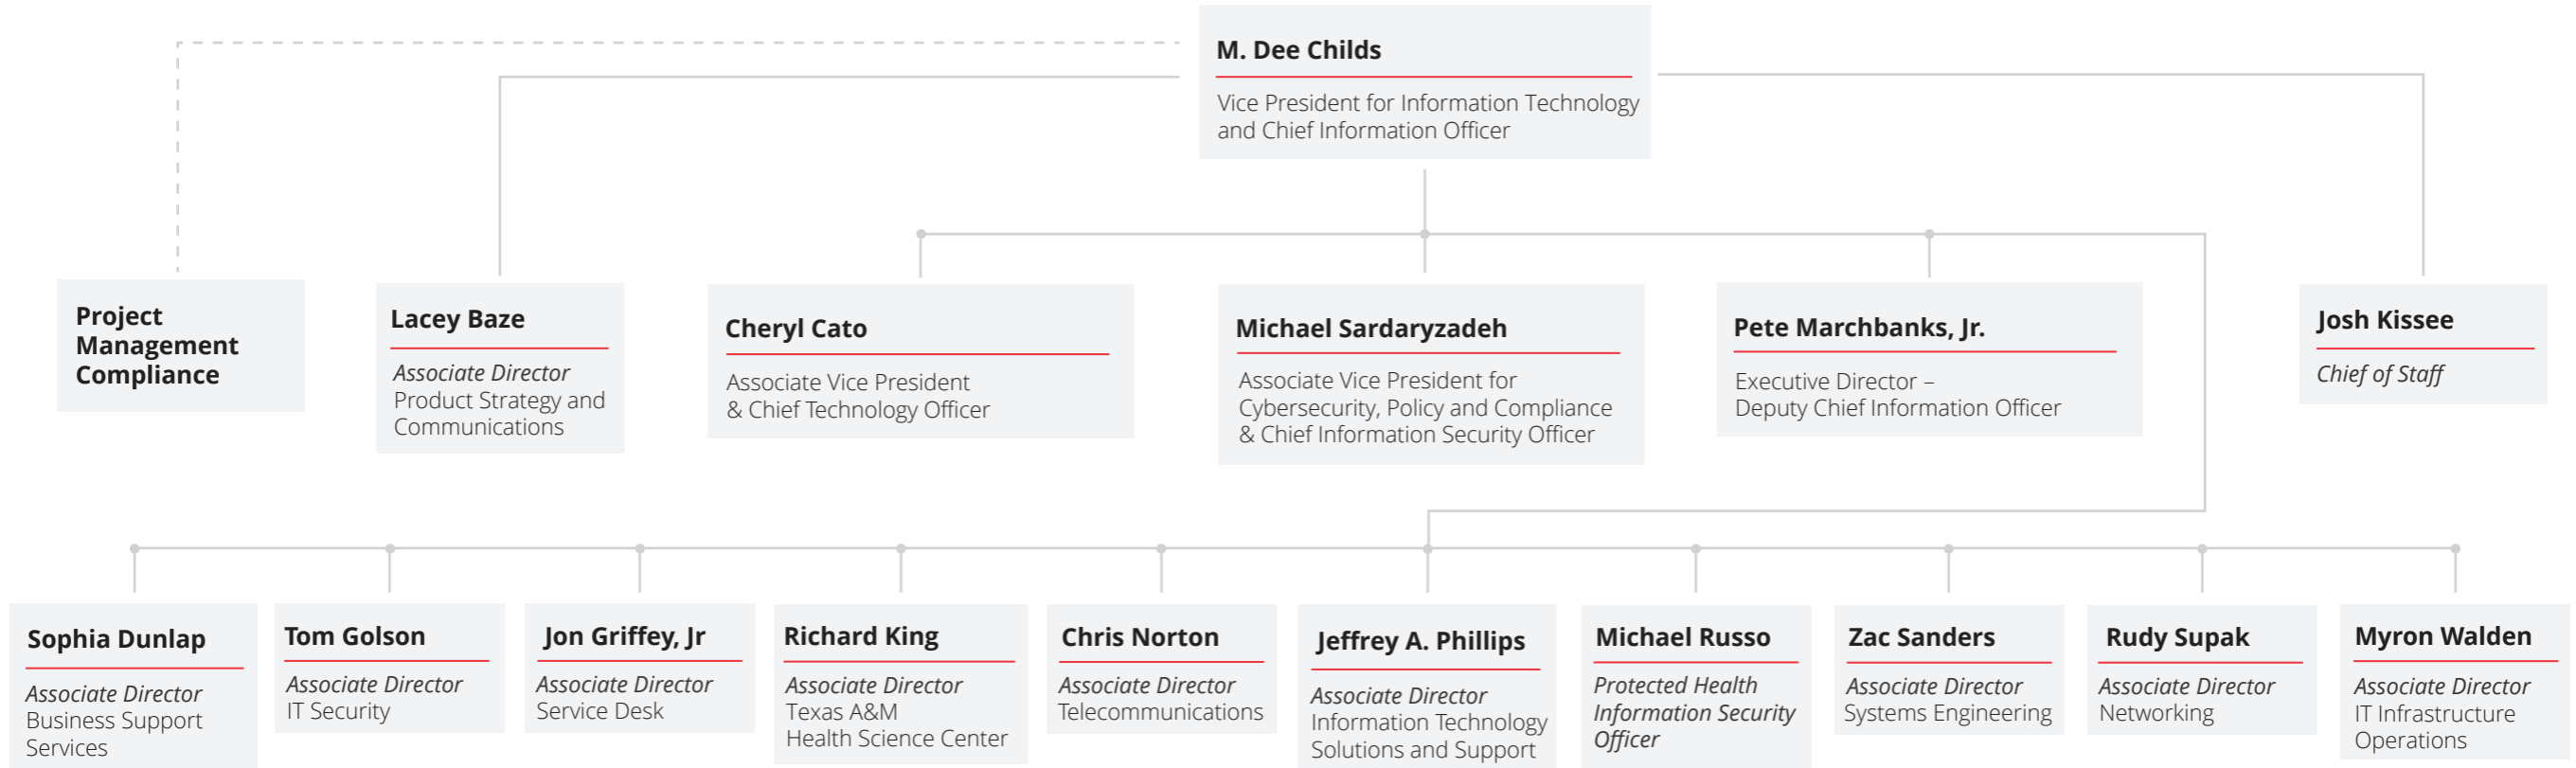 M. Dee Childs
Vice President for Information Technology
and Chief Information Officer
Project
Management
Compliance
Lacey Baze
Associate Director
Product Strategy and
Communications
Cheryl Cato
Associate Vice President
& Chief Technology Officer
Michael Sardaryzadeh
Associate Vice President for
Cybersecurity, Policy and Compliance
& Chief Information Security Officer
Pete Marchbanks, Jr.
Executive Director –
Deputy Chief Information Officer
Josh Kissee
Chief of Staff
Sophia Dunlap
Associate Director
Business Support
Services
Tom Golson
Associate Director
IT Security
Jon Griffey, Jr
Associate Director
Service Desk
Richard King
Associate Director
Texas A&M
Health Science Center
Chris Norton
Associate Director
Telecommunications
Jeffrey A. Phillips
Associate Director
Information Technology
Solutions and Support
Michael Russo
Protected Health
Information Security
Officer
Zac Sanders
Associate Director
Systems Engineering
Rudy Supak
Associate Director
Networking
Myron Walden
Associate Director
IT Infrastructure
Operations